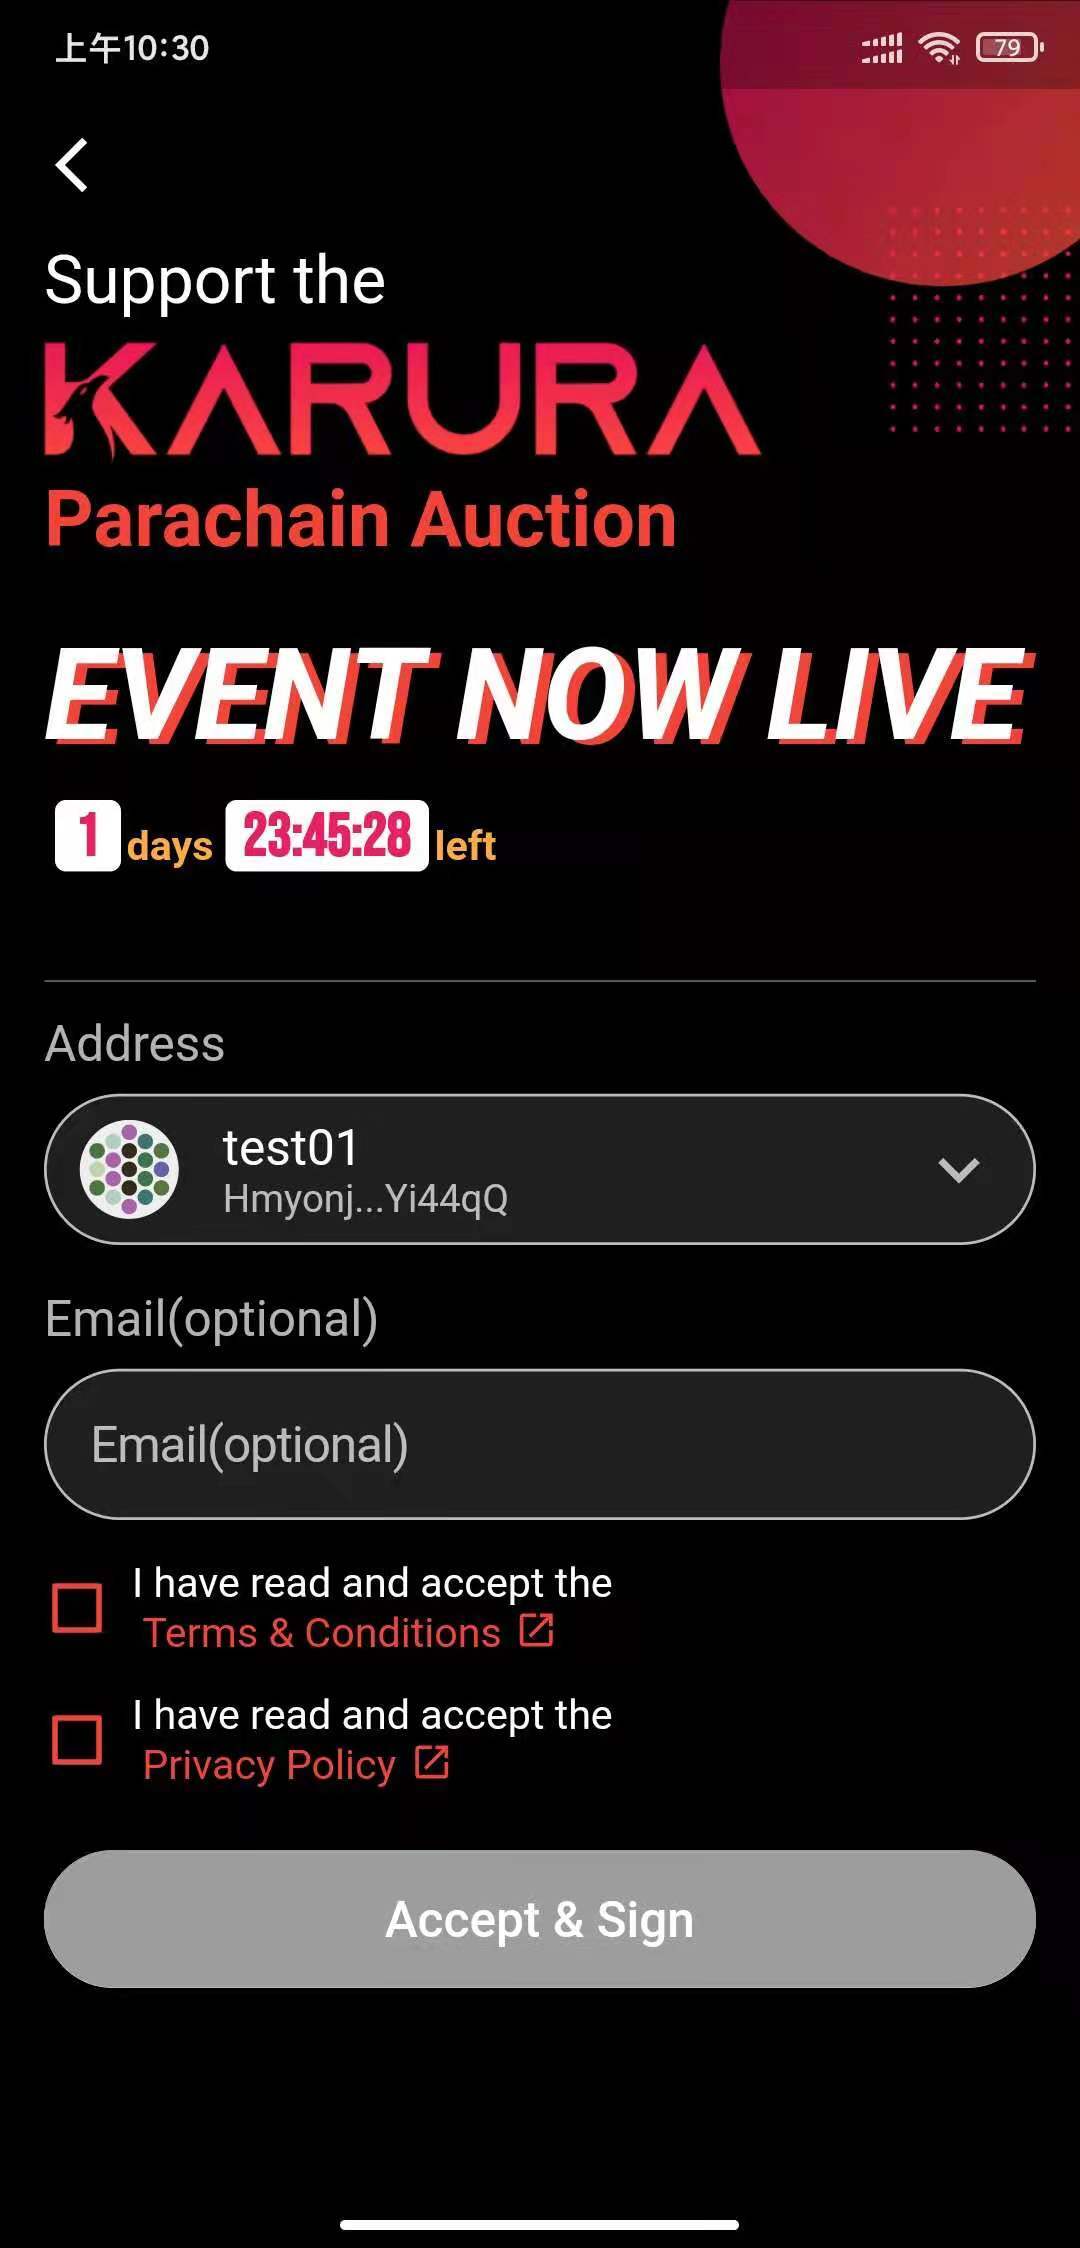 上午10:30
79
Support the
KARURA
Parachain Auction
EVENT NOW LIVE
1 days 23:45:28 left
Address
test01
Hmyonj...Yi44qQ
Email(optional)
Email(optional)
I have read and accept the
Terms & Conditions
I have read and accept the
Privacy Policy
Accept & Sign